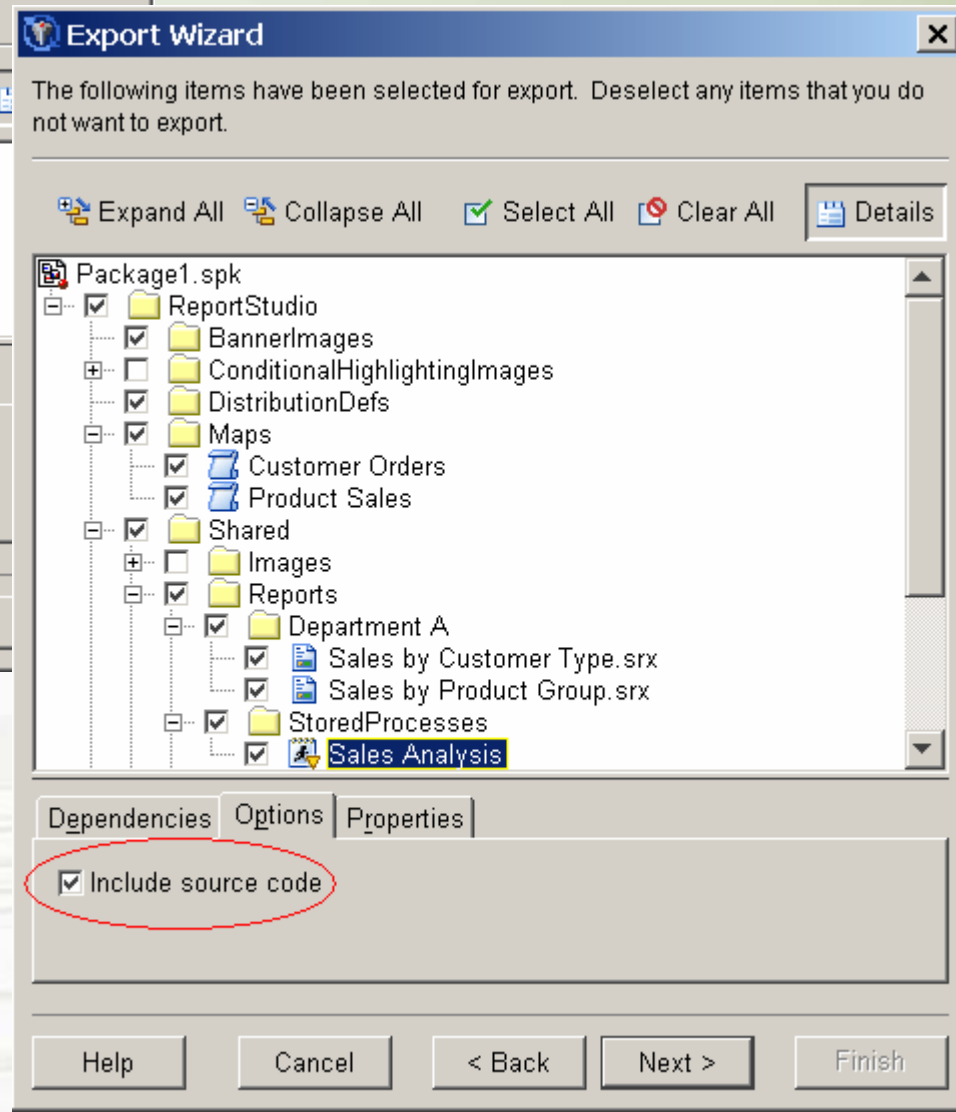 Export Wizard
The following items have been selected for export. Deselect any items that you do
not want to export.
Expand All Collapse All Select All Clear All Details
Package1.spk
ReportStudio
BannerImages
ConditionalHighlightingImages
DistributionDefs
Maps
Customer Orders
Product Sales
Shared
Images
Reports
Department A
Sales by Customer Type.srx
Sales by Product Group.srx
StoredProcesses
Sales Analysis
Dependencies Options Properties
Include source code
Help Cancel < Back Next > Finish